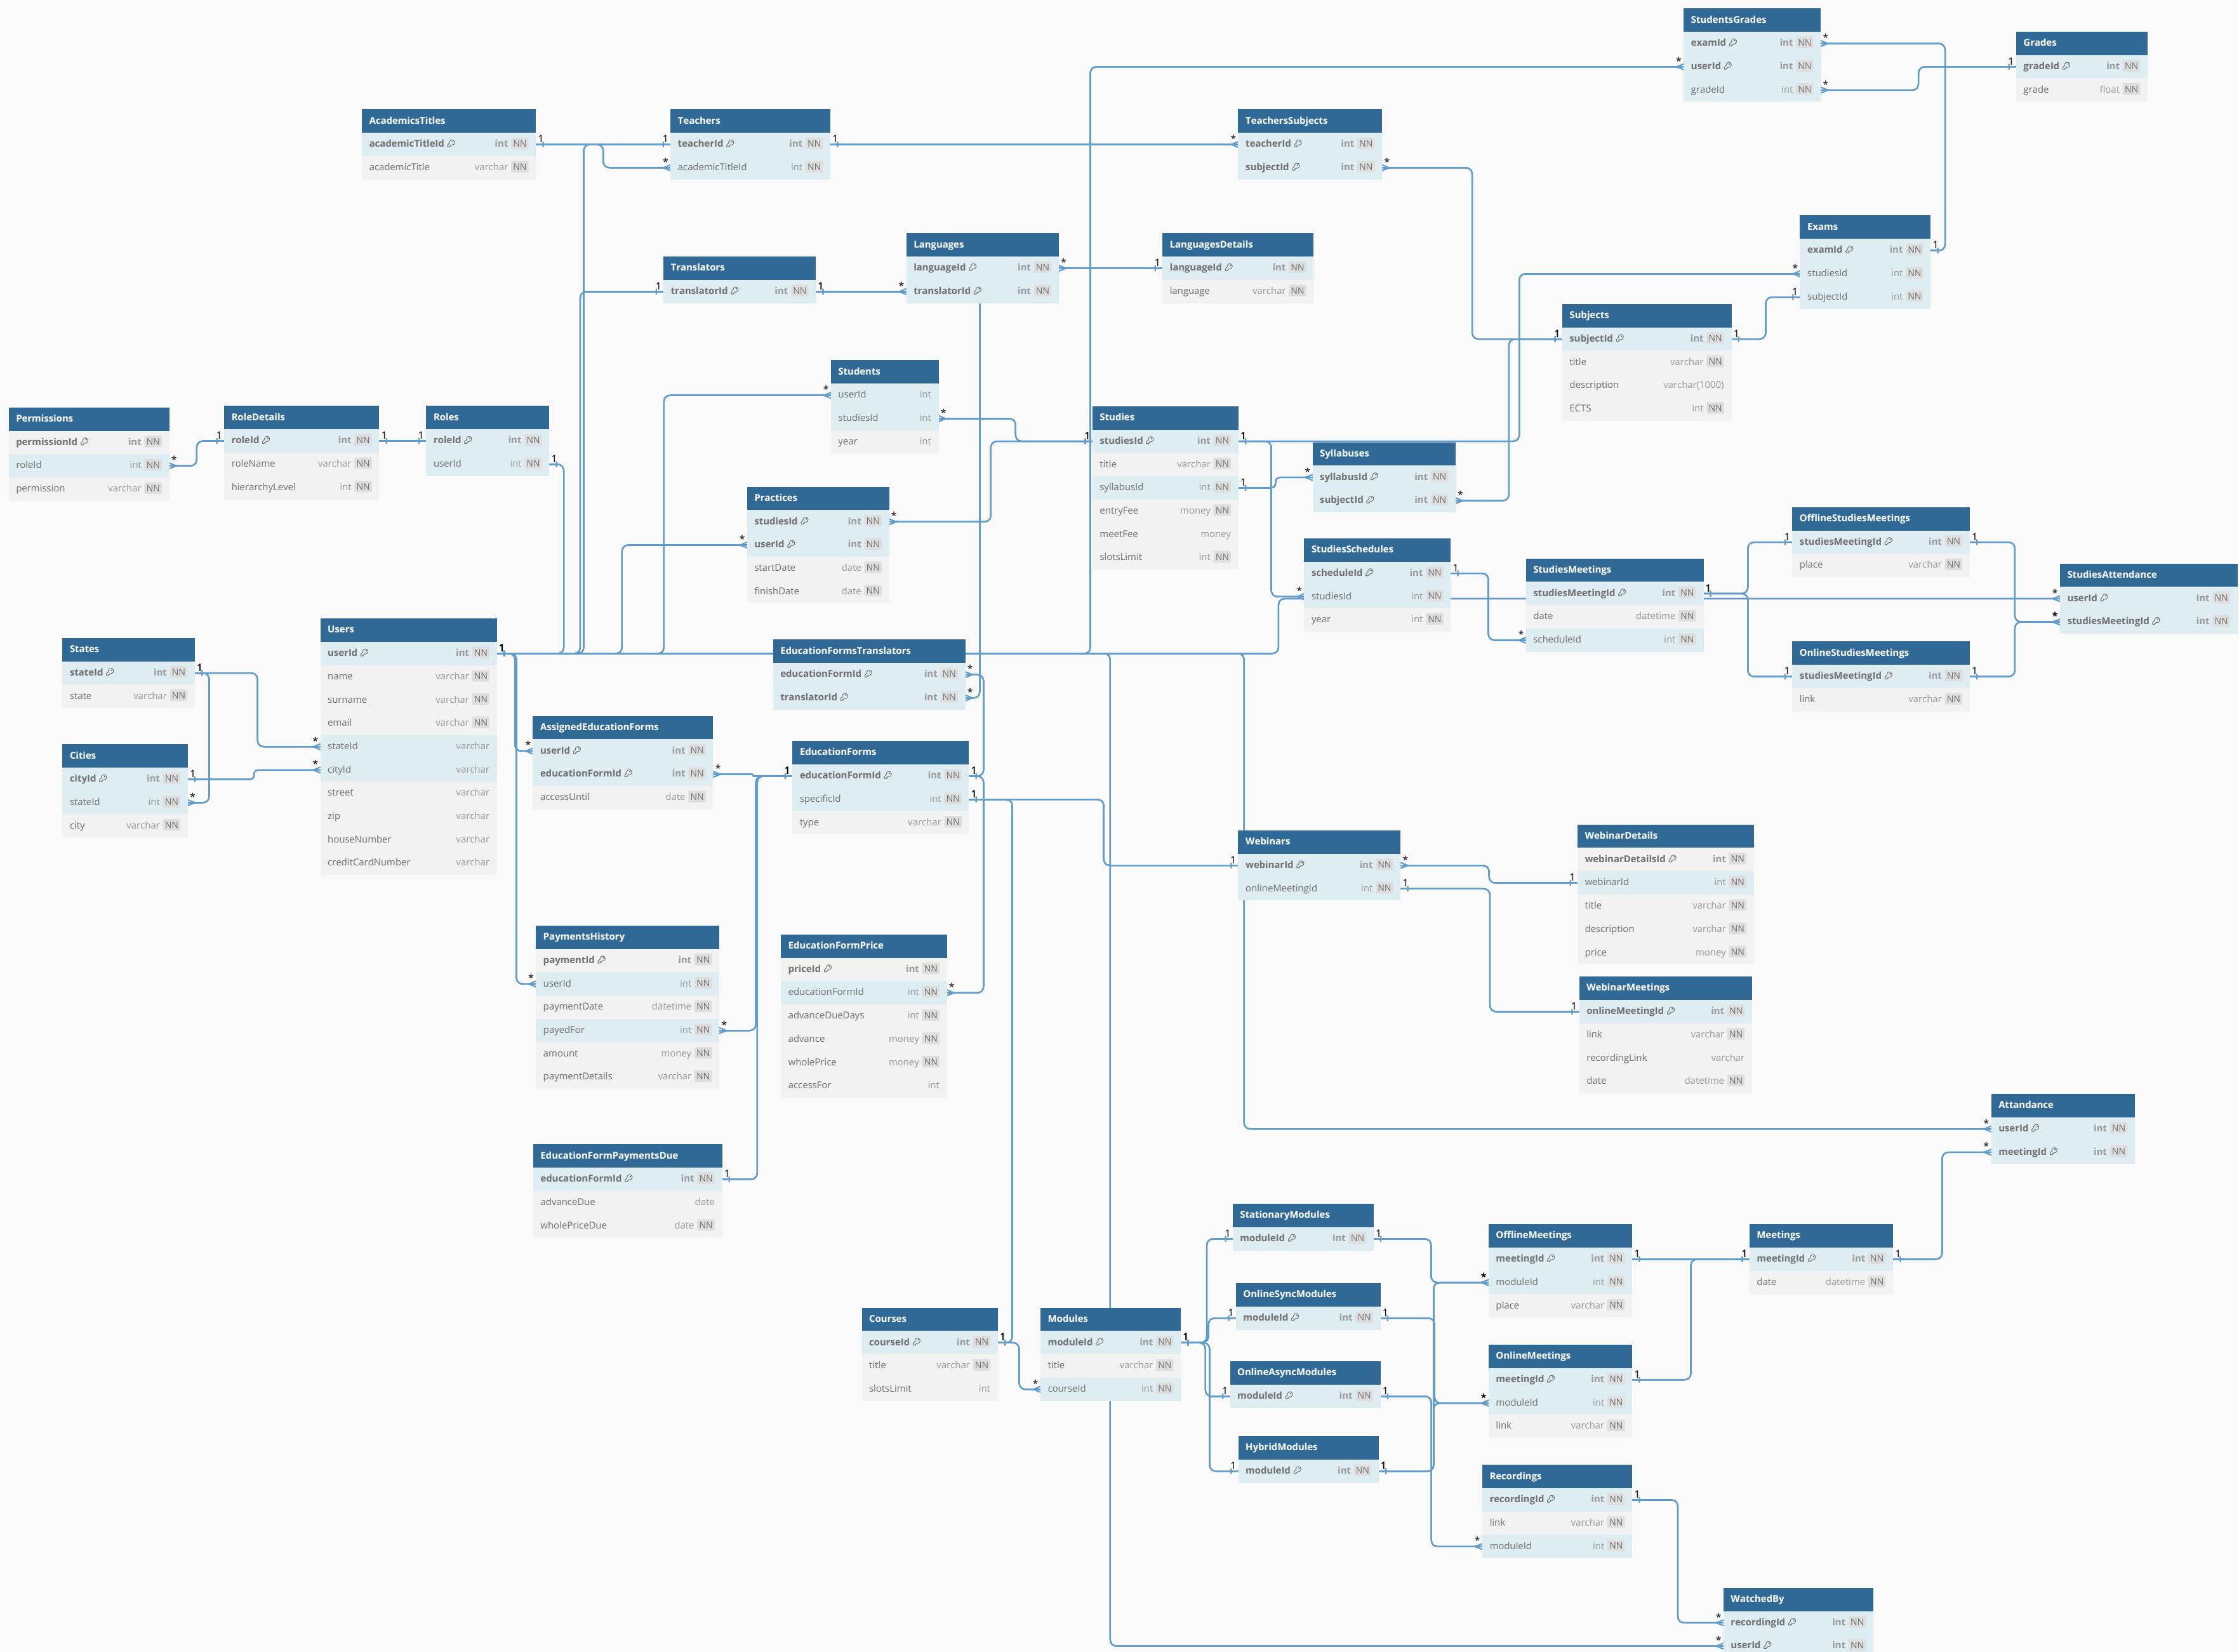 StudentsGrades
examId int NN
userId int NN
gradeId int NN
Grades
gradeId int NN
grade float NN
AcademicsTitles
academicTitleId int NN
academicTitle varchar NN
Teachers
teacherId int NN
academicTitleId int NN
TeachersSubjects
teacherId int NN
subjectId int NN
Exams
examId int NN
studiesId int NN
subjectId int NN
Translators
translatorId int NN
Languages
languageId int NN
translatorId int NN
LanguagesDetails
languageId int NN
language varchar NN
Subjects
subjectId int NN
title varchar NN
description varchar(1000)
ECTS int NN
Students
userId int
studiesId int
year int
Permissions
permissionId int NN
roleId int NN
permission varchar NN
RoleDetails
roleId int NN
roleName varchar NN
hierarchyLevel int NN
Roles
roleId int NN
userId int NN
Studies
studiesId int NN
title varchar NN
syllabusId int NN
entryFee money NN
meetFee money
slotsLimit int NN
Syllabuses
syllabusId int NN
subjectId int NN
Practices
studiesId int NN
userId int NN
startDate date NN
finishDate date NN
StudiesSchedules
scheduleId int NN
studiesId int NN
year int NN
StudiesMeetings
studiesMeetingId int NN
date datetime NN
scheduleId int NN
OfflineStudiesMeetings
studiesMeetingId int NN
place varchar NN
OnlineStudiesMeetings
studiesMeetingId int NN
link varchar NN
StudiesAttendance
userId int NN
studiesMeetingId int NN
States
stateId int NN
state varchar NN
Cities
cityId int NN
stateId int NN
city varchar NN
Users
userId int NN
name varchar NN
surname varchar NN
email varchar NN
stateId varchar
cityId varchar
street varchar
zip varchar
houseNumber varchar
creditCardNumber varchar
EducationFormsTranslators
educationFormId int NN
translatorId int NN
AssignedEducationForms
userId int NN
educationFormId int NN
accessUntil date NN
EducationForms
educationFormId int NN
specificId int NN
type varchar NN
Webinars
webinarId int NN
onlineMeetingId int NN
WebinarDetails
webinarDetailsId int NN
webinarId int NN
title varchar NN
description varchar NN
price money NN
WebinarMeetings
onlineMeetingId int NN
link varchar NN
recordingLink varchar
date datetime NN
PaymentsHistory
paymentId int NN
userId int NN
paymentDate datetime NN
payedFor int NN
amount money NN
paymentDetails varchar NN
EducationFormPrice
priceId int NN
educationFormId int NN
advanceDueDays int NN
advance money NN
wholePrice money NN
accessFor int
EducationFormPaymentsDue
educationFormId int NN
advanceDue date
wholePriceDue date NN
Attandance
userId int NN
meetingId int NN
StationaryModules
moduleId int NN
OnlineSyncModules
moduleId int NN
OnlineAsyncModules
moduleId int NN
HybridModules
moduleId int NN
OfflineMeetings
meetingId int NN
moduleId int NN
place varchar NN
Meetings
meetingId int NN
date datetime NN
Courses
courseId int NN
title varchar NN
slotsLimit int
Modules
moduleId int NN
title varchar NN
courseId int NN
OnlineMeetings
meetingId int NN
moduleId int NN
link varchar NN
Recordings
recordingId int NN
link varchar NN
moduleId int NN
WatchedBy
recordingId int NN
userId int NN